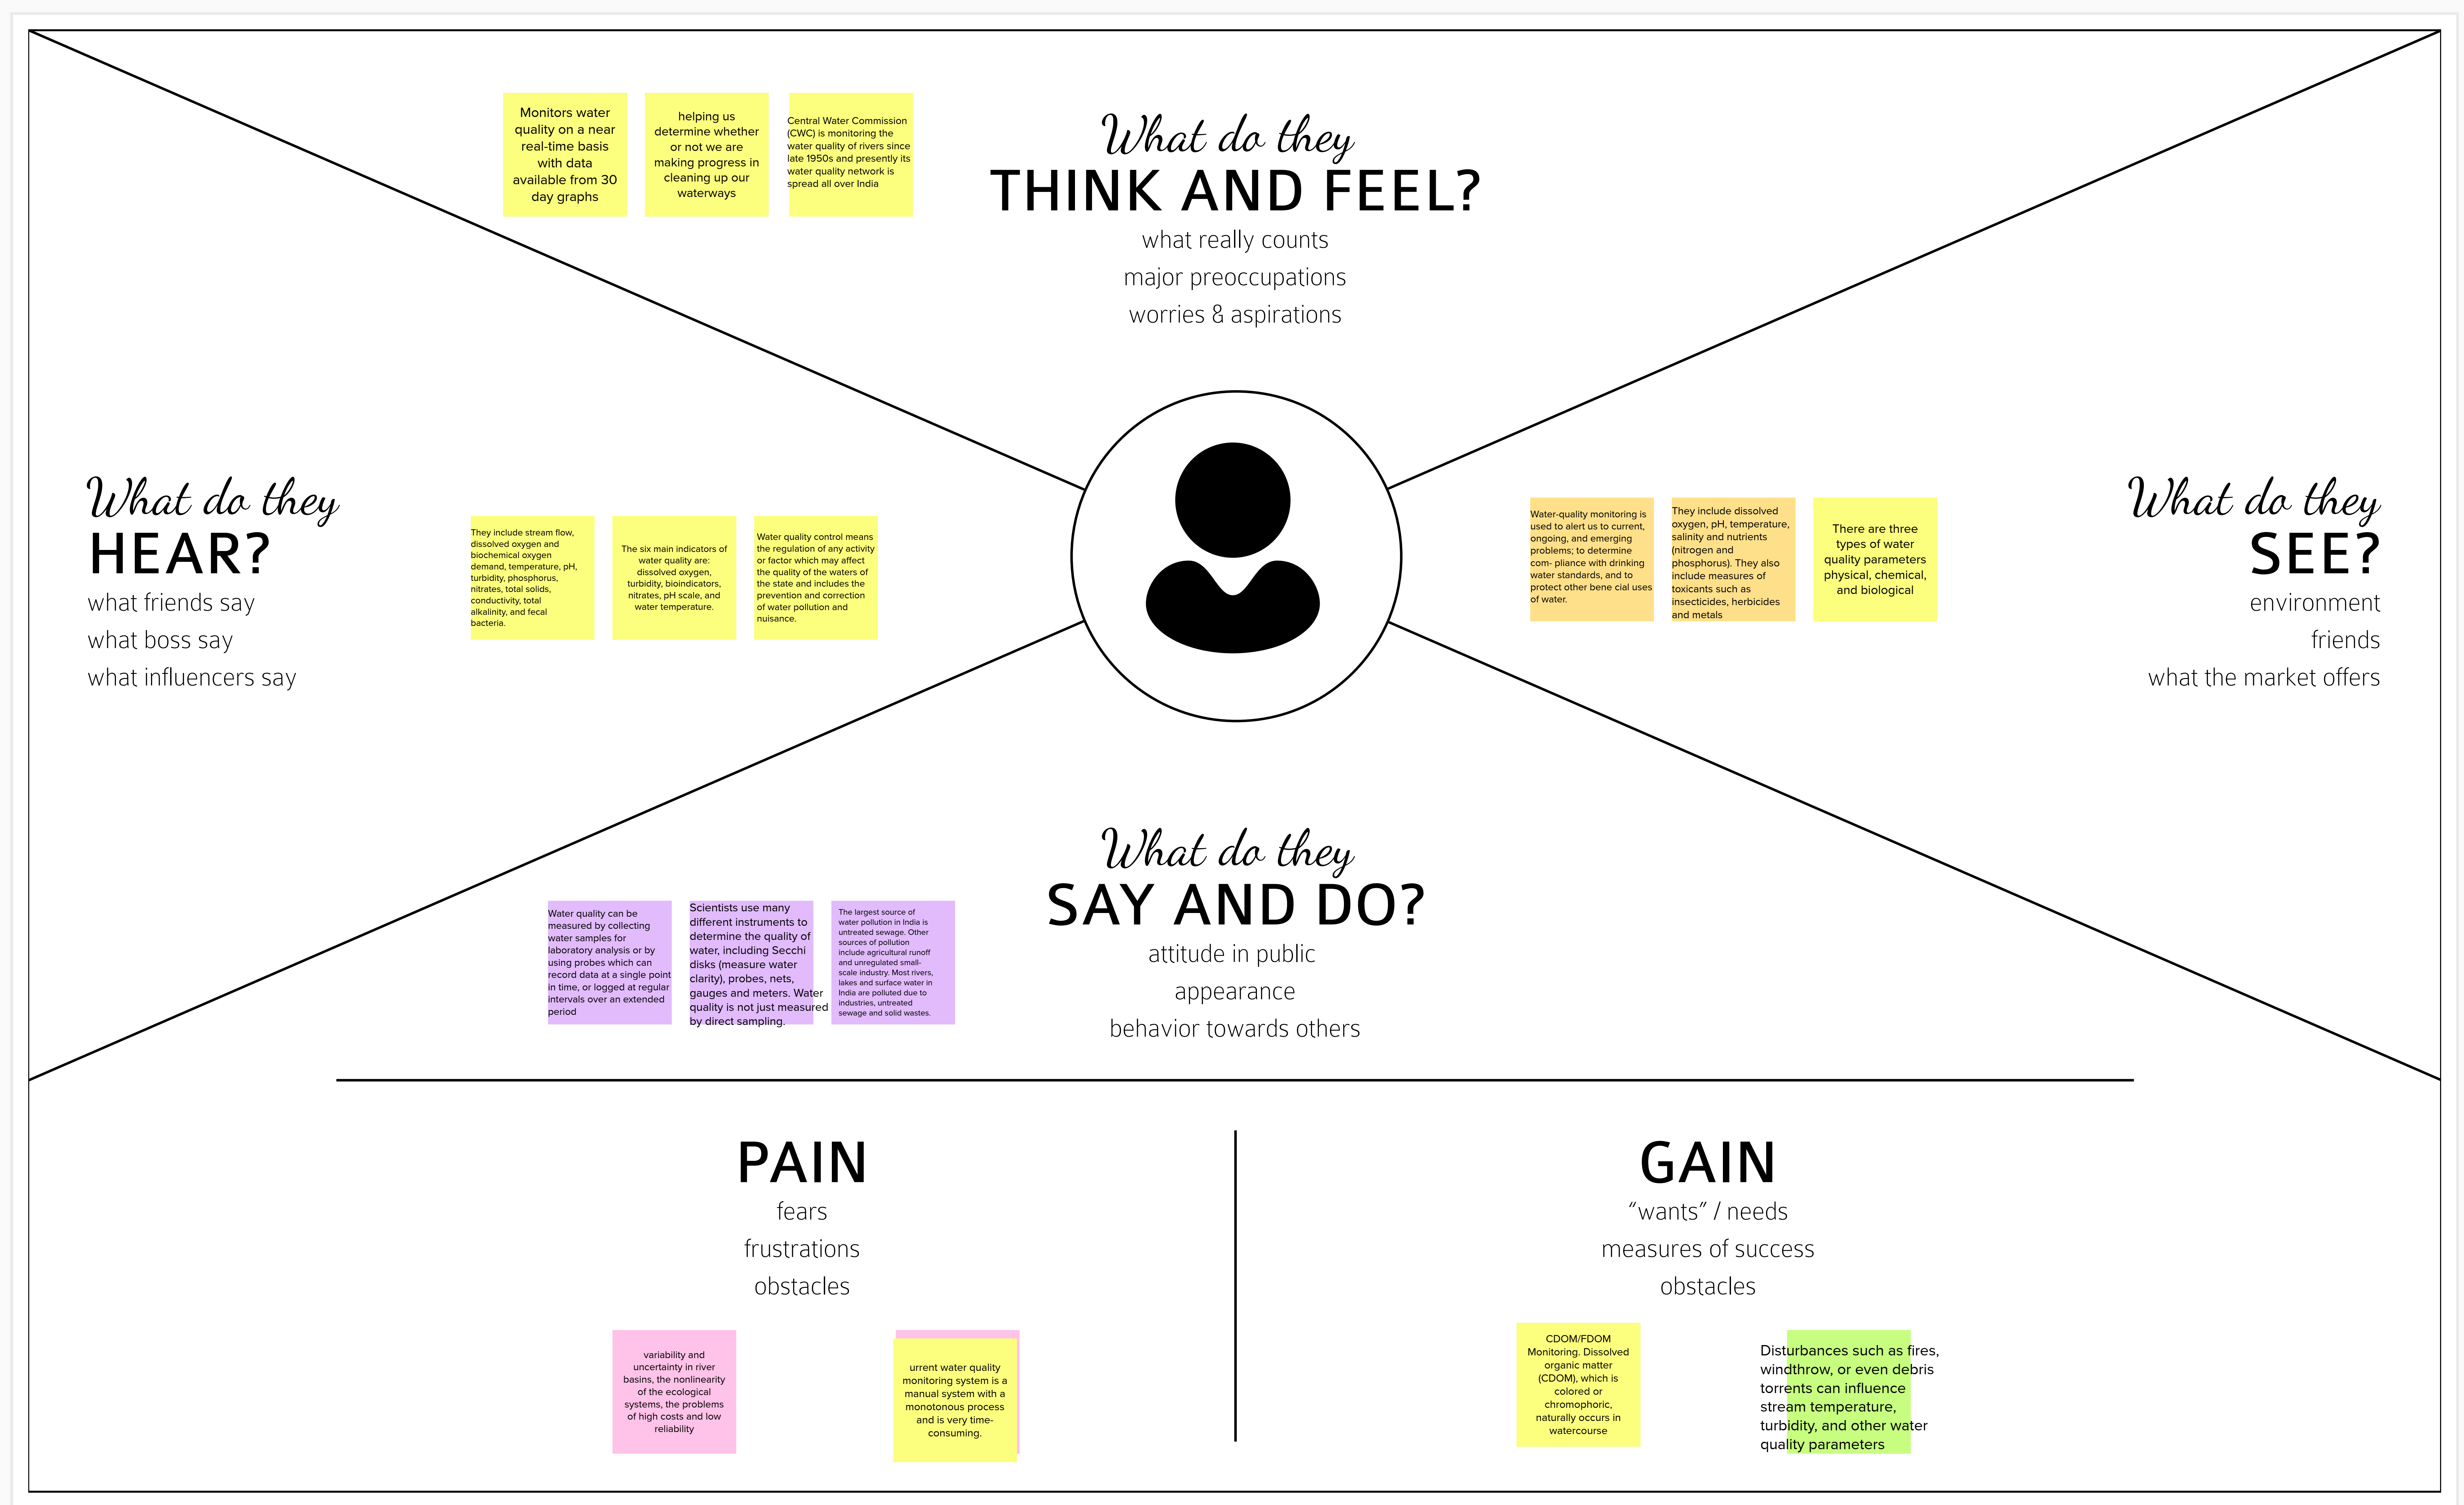 Monitors water
quality on a near
real-time basis
with data
available from 30
day graphs
helping us
determine whether
or not we are
making progress in
cleaning up our
waterways
Central Water Commission
(CWC) is monitoring the
water quality of rivers since
late 1950s and presently its
water quality network is
spread all over India
What do they
THINK AND FEEL?
what really counts
major preoccupations
worries & aspirations
What do they
HEAR?
what friends say
what boss say
what influencers say
They include stream flow,
dissolved oxygen and
biochemical oxygen
demand, temperature, pH,
turbidity, phosphorus,
nitrates, total solids,
conductivity, total
alkalinity, and fecal
bacteria.
The six main indicators of
water quality are:
dissolved oxygen,
turbidity, bioindicators,
nitrates, pH scale, and
water temperature.
Water quality control means
the regulation of any activity
or factor which may affect
the quality of the waters of
the state and includes the
prevention and correction
of water pollution and
nuisance.
Water-quality monitoring is
used to alert us to current,
ongoing, and emerging
problems; to determine
com- pliance with drinking
water standards, and to
protect other bene cial uses
of water.
They include dissolved
oxygen, pH, temperature,
salinity and nutrients
(nitrogen and
phosphorus). They also
include measures of
toxicants such as
insecticides, herbicides
and metals
There are three
types of water
quality parameters
physical, chemical,
and biological
What do they
SEE?
environment
friends
what the market offers
Water quality can be
measured by collecting
water samples for
laboratory analysis or by
using probes which can
record data at a single point
in time, or logged at regular
intervals over an extended
period
Scientists use many
different instruments to
determine the quality of
water, including Secchi
disks (measure water
clarity), probes, nets,
gauges and meters. Water
quality is not just measured
by direct sampling.
The largest source of
water pollution in India is
untreated sewage. Other
sources of pollution
include agricultural runoff
and unregulated small-
scale industry. Most rivers,
lakes and surface water in
India are polluted due to
industries, untreated
sewage and solid wastes.
What do they
SAY AND DO?
attitude in public
appearance
behavior towards others
PAIN
fears
frustrations
obstacles
variability and
uncertainty in river
basins, the nonlinearity
of the ecological
systems, the problems
of high costs and low
reliability
urrent water quality
monitoring system is a
manual system with a
monotonous process
and is very time-
consuming.
GAIN
“wants” / needs
measures of success
obstacles
CDOM/FDOM
Monitoring. Dissolved
organic matter
(CDOM), which is
colored or
chromophoric,
naturally occurs in
watercourse
Disturbances such as fires,
windthrow, or even debris
torrents can influence
stream temperature,
turbidity, and other water
quality parameters